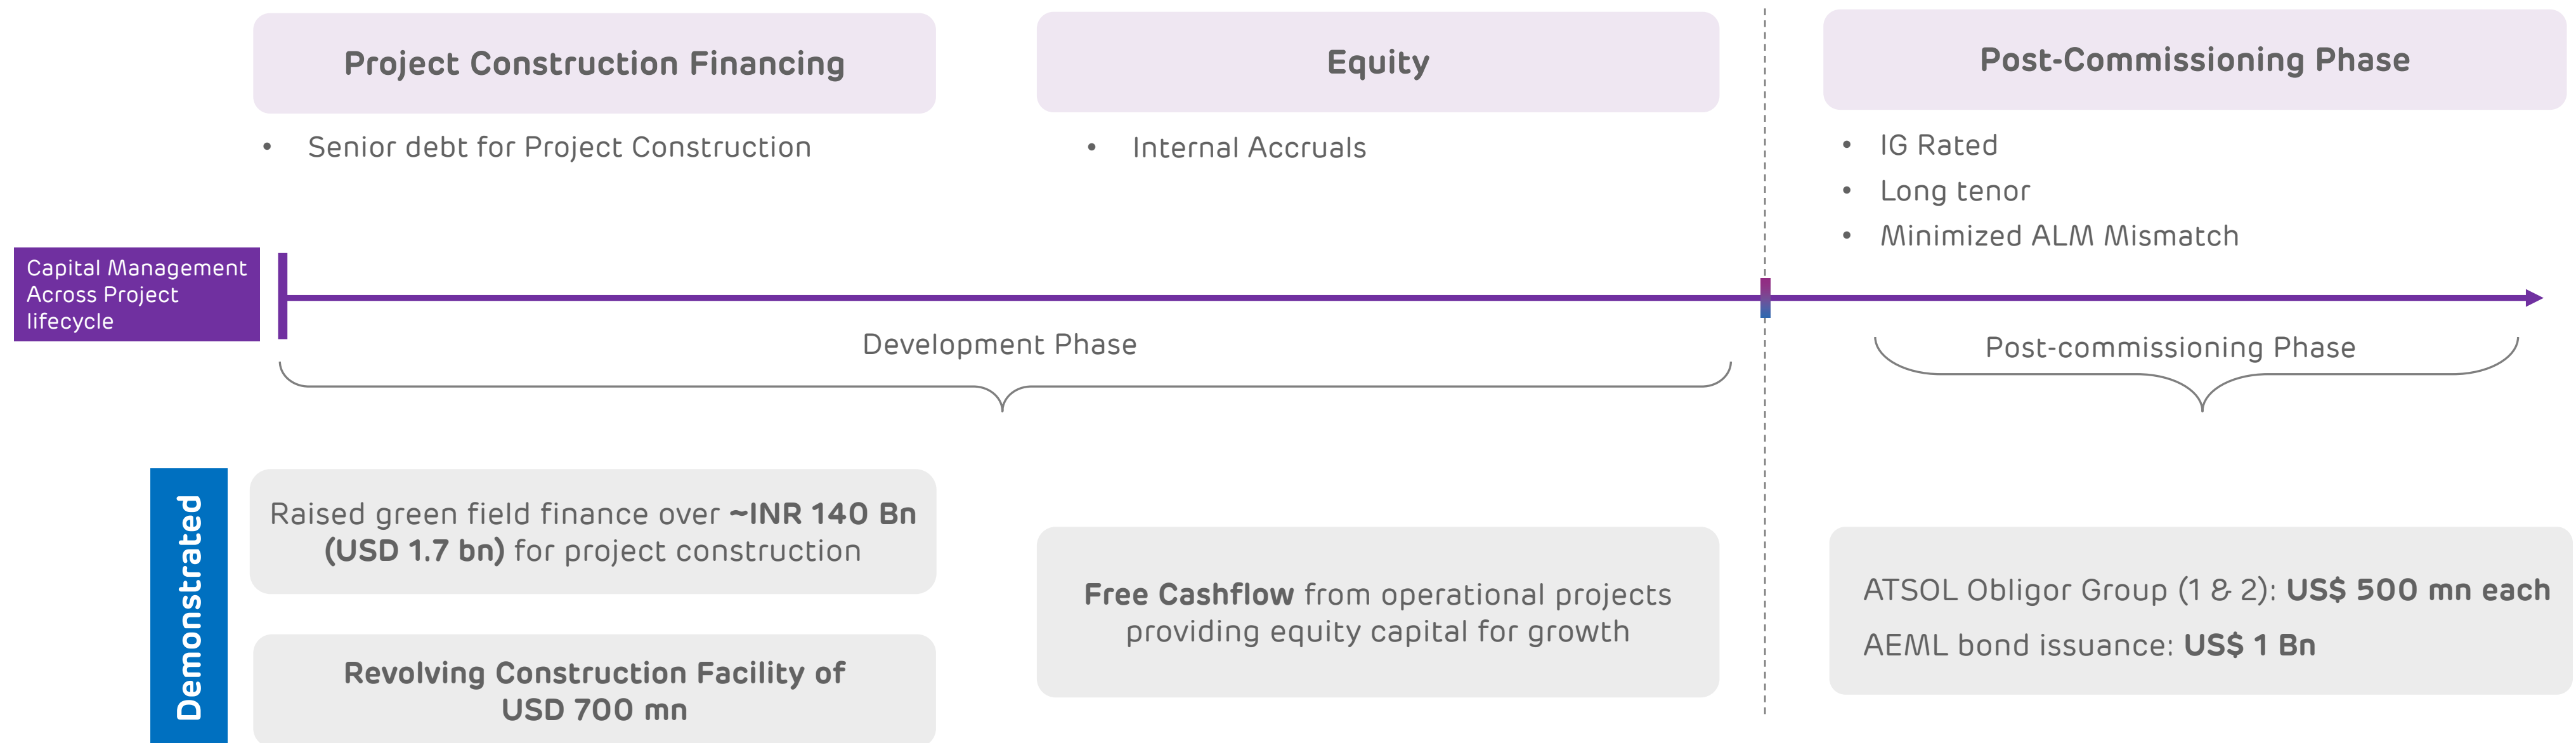 Project Construction Financing
• Senior debt for Project Construction
Equity
• Internal Accruals
Post-Commissioning Phase
• IG Rated
• Long tenor
• Minimized ALM Mismatch
Capital Management
Across Project
lifecycle
Development Phase
Post-commissioning Phase
Demonstrated
Raised green field finance over ~INR 140 Bn
(USD 1.7 bn) for project construction
Revolving Construction Facility of
USD 700 mn
Free Cashflow from operational projects
providing equity capital for growth
ATSOL Obligor Group (1 & 2): US$ 500 mn each
AEML bond issuance: US$ 1 Bn